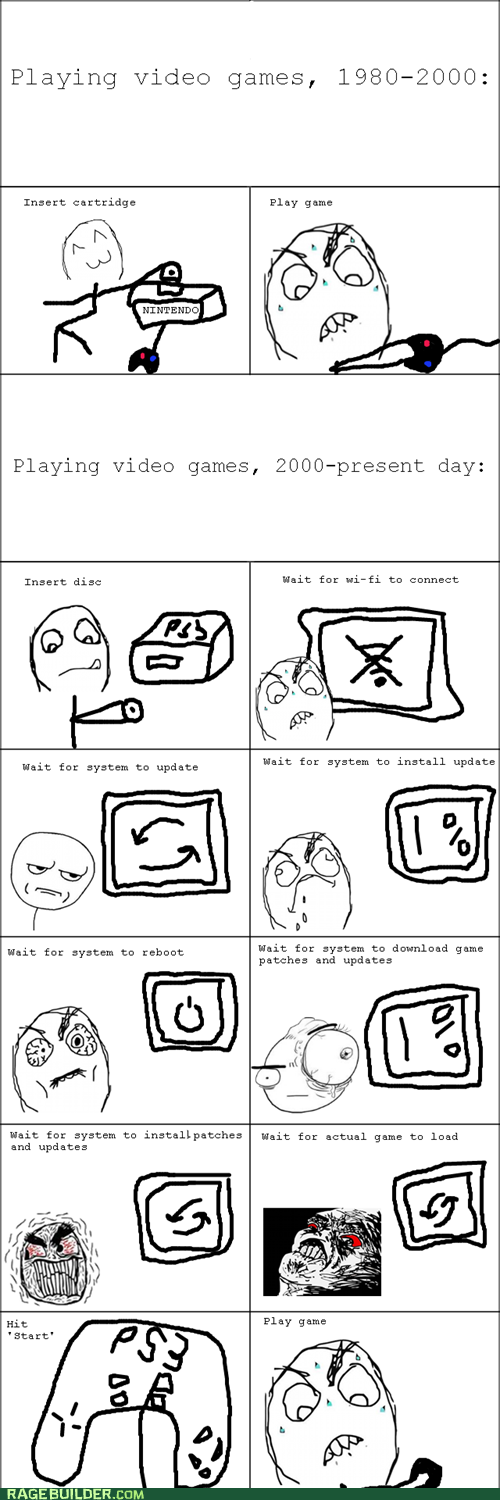 Playing video games, 1980-2000:
Insert cartridge
Play game
NINTENDO
Playing video games, 2000-present day:
Insert disc
Wait for wi-fi to connect
PS3
Wait for system to update
Wait for system to install update
1%
Wait for system to reboot
Wait for system to download game
patches and updates
1%
Wait for system to install patches
and updates
Wait for actual game to load
Hit
'Start'
PS3
Play game
RAGEBUILDER.COM